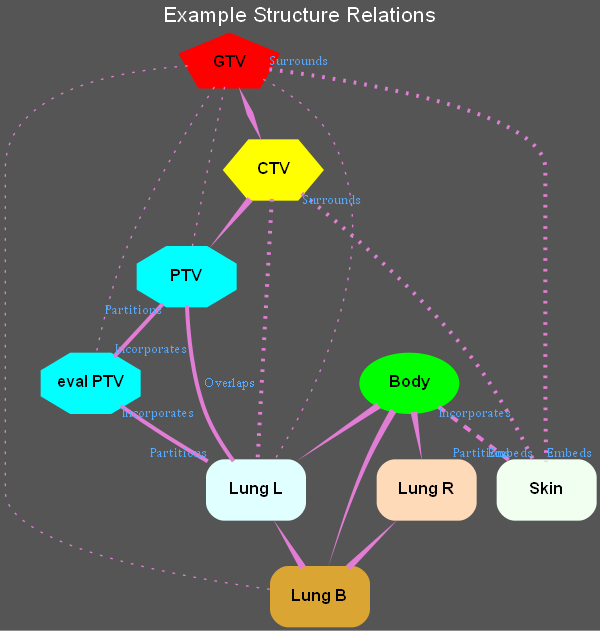 Example Structure Relations
GTV
Surrounds
CTV
Surrounds
PTV
Partitions
Incorporates
eval PTV
Overlaps
Body
Incorporates
Incorporates
Partitions
Partitions
Embeds
Embeds
Lung L
Lung R
Skin
Lung B